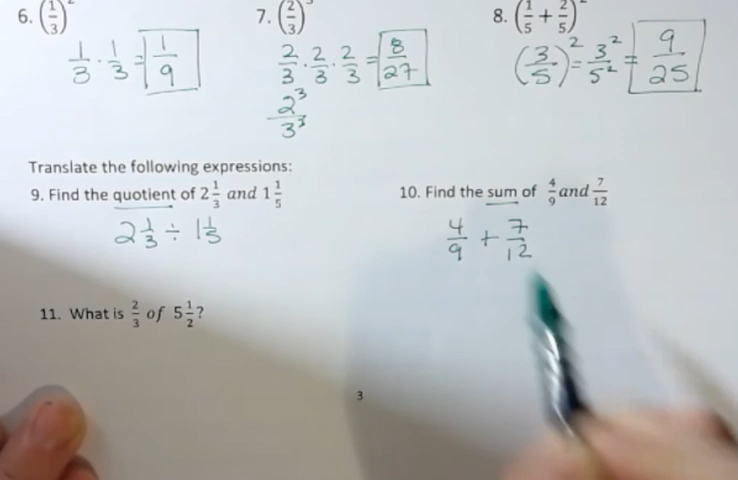 6. (1/3)²
7. (2/3)³
8. (1/5 + 2/5)²
1/3 · 1/3 = 1/9
2/3 · 2/3 · 2/3 = 8/27
(3/5)² = 3²/5² = 9/25
2³/3³
Translate the following expressions:
9. Find the quotient of 2 1/3 and 1 1/5
10. Find the sum of 4/9 and 7/12
2 1/3 ÷ 1 1/5
4/9 + 7/12
11. What is 2/3 of 5 1/2?
3